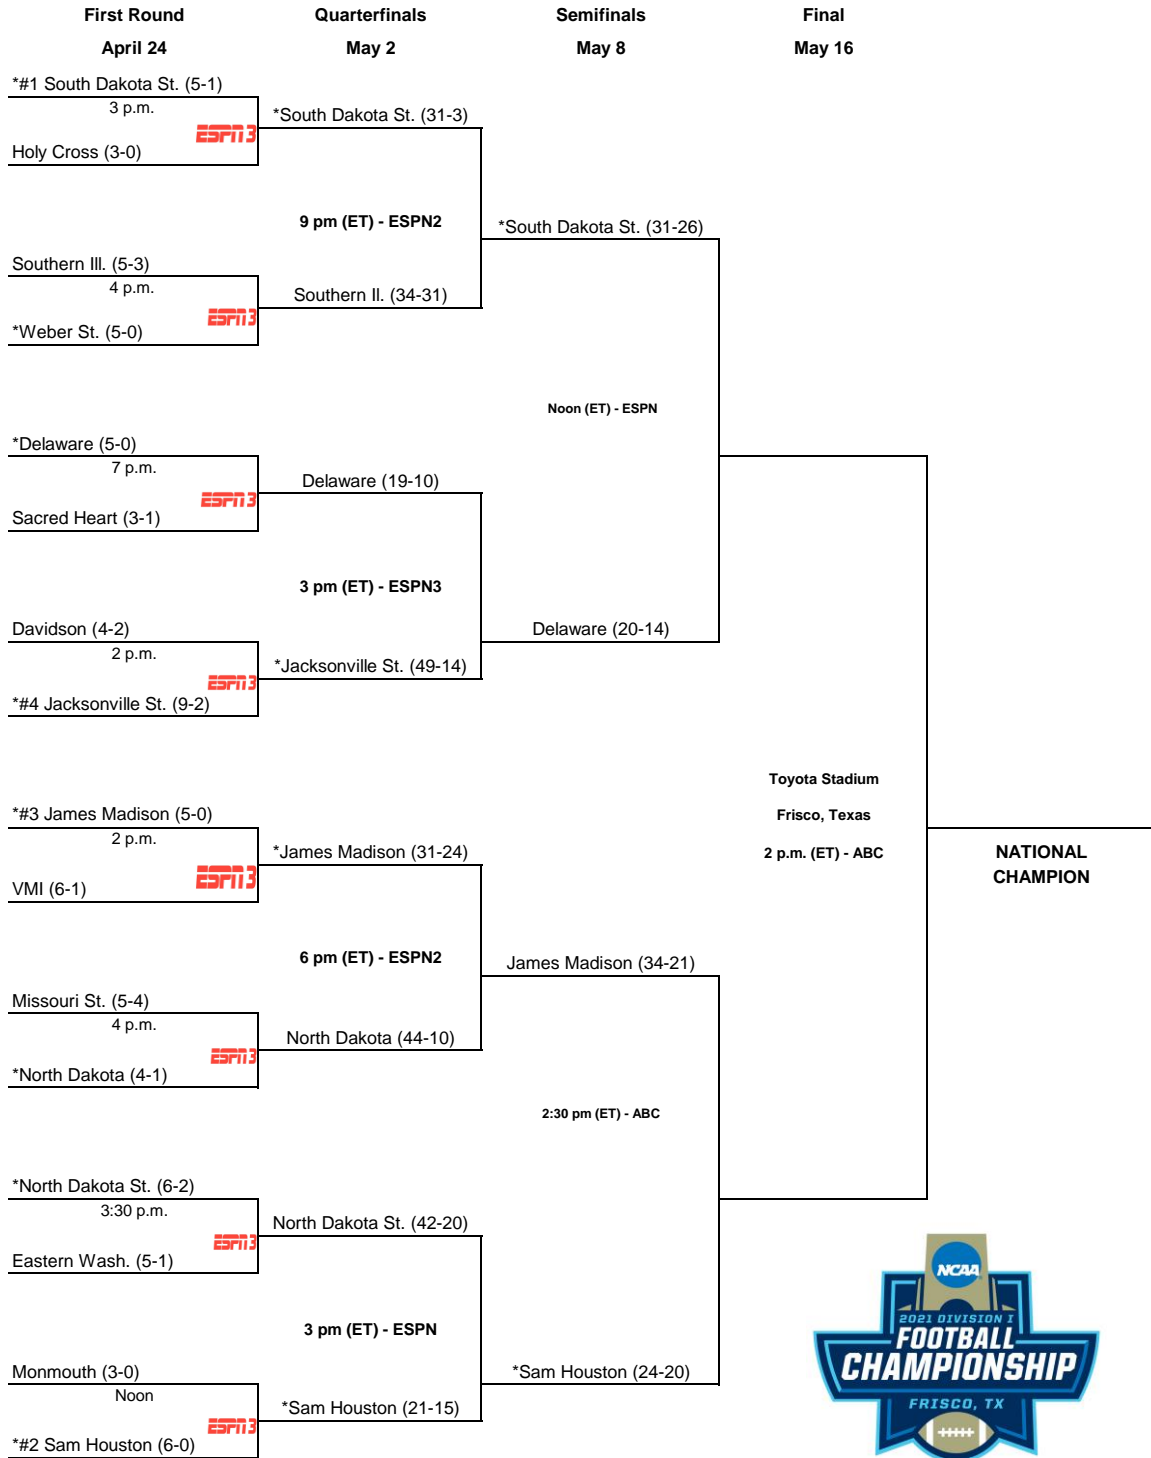 First Round Quarterfinals Semifinals Final
April 24 May 2 May 8 May 16
*#1 South Dakota St. (5-1)
3 p.m.
ESPN3
Holy Cross (3-0)
*South Dakota St. (31-3)
9 pm (ET) - ESPN2
*South Dakota St. (31-26)
Southern Ill. (5-3)
4 p.m.
ESPN3
*Weber St. (5-0)
Southern Il. (34-31)
Noon (ET) - ESPN
*Delaware (5-0)
7 p.m.
ESPN3
Sacred Heart (3-1)
Delaware (19-10)
3 pm (ET) - ESPN3
Delaware (20-14)
Davidson (4-2)
2 p.m.
ESPN3
*#4 Jacksonville St. (9-2)
*Jacksonville St. (49-14)
Toyota Stadium
Frisco, Texas
2 p.m. (ET) - ABC
NATIONAL
CHAMPION
*#3 James Madison (5-0)
2 p.m.
ESPN3
VMI (6-1)
*James Madison (31-24)
6 pm (ET) - ESPN2
James Madison (34-21)
Missouri St. (5-4)
4 p.m.
ESPN3
*North Dakota (4-1)
North Dakota (44-10)
2:30 pm (ET) - ABC
*North Dakota St. (6-2)
3:30 p.m.
ESPN3
Eastern Wash. (5-1)
North Dakota St. (42-20)
3 pm (ET) - ESPN
*Sam Houston (24-20)
Monmouth (3-0)
Noon
ESPN3
*#2 Sam Houston (6-0)
*Sam Houston (21-15)
NCAA
2021 DIVISION I
FOOTBALL
CHAMPIONSHIP
FRISCO, TX